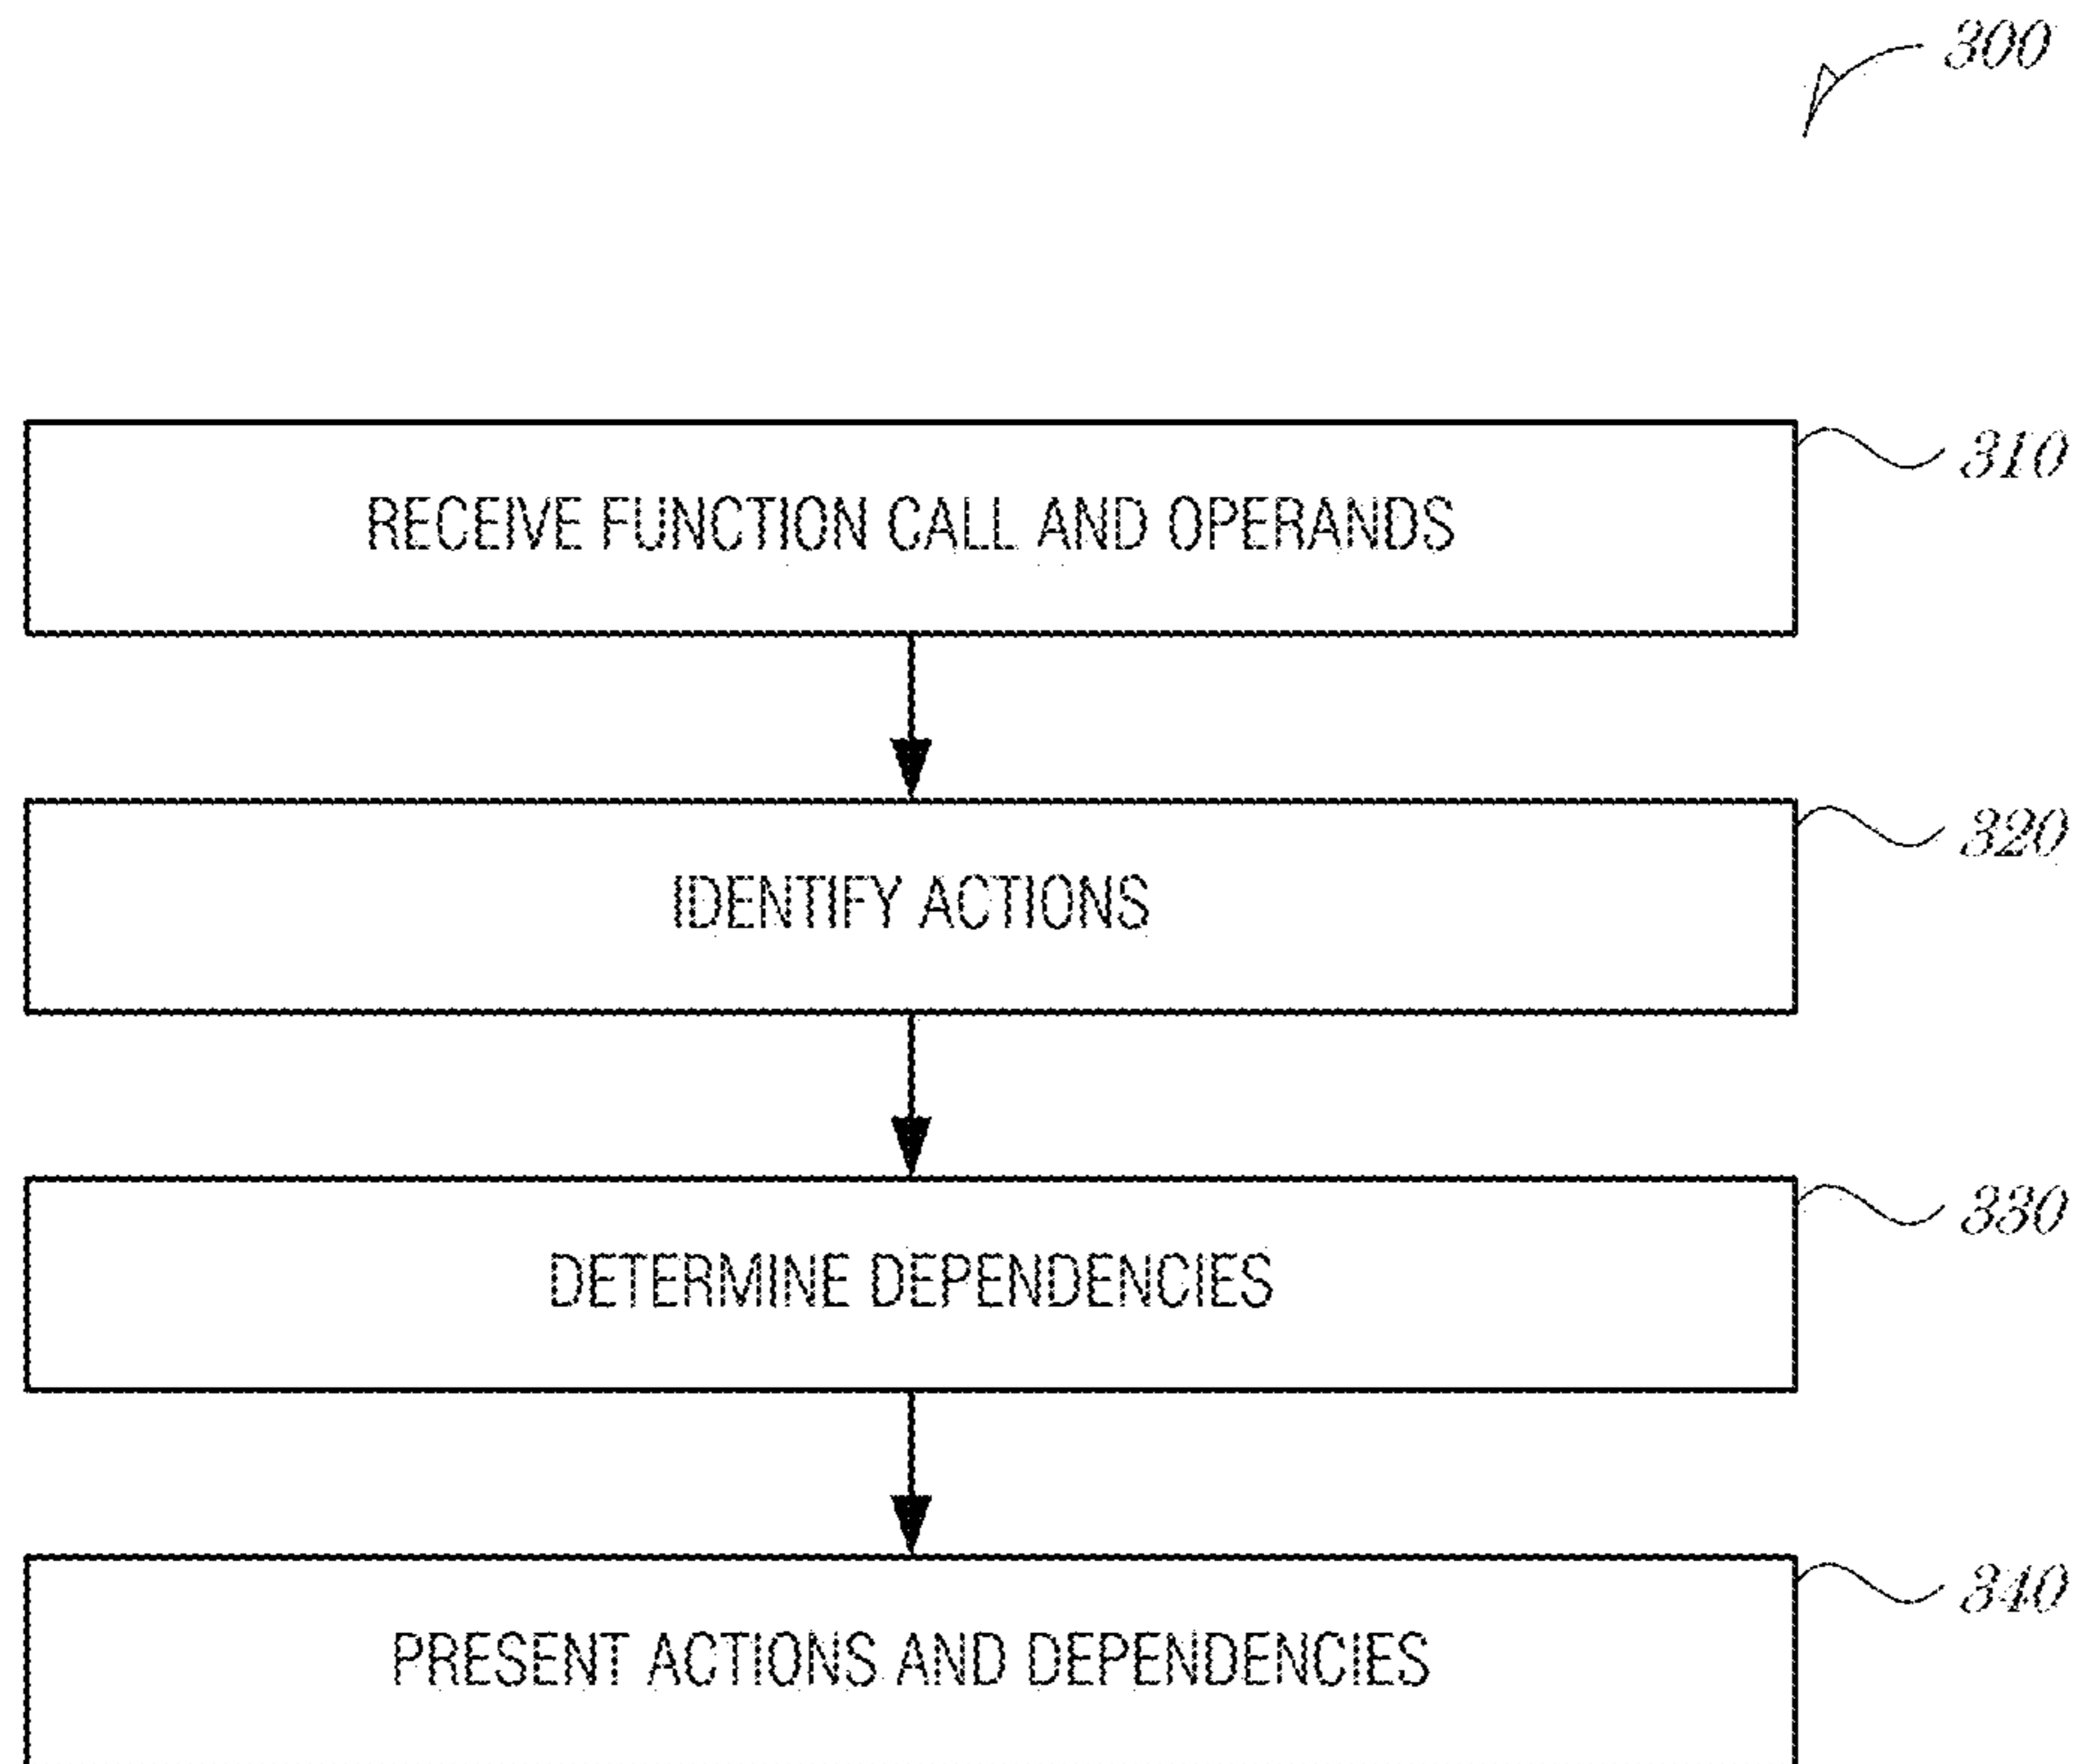 300
310
RECEIVE FUNCTION CALL AND OPERANDS
320
IDENTIFY ACTIONS
330
DETERMINE DEPENDENCIES
340
PRESENT ACTIONS AND DEPENDENCIES